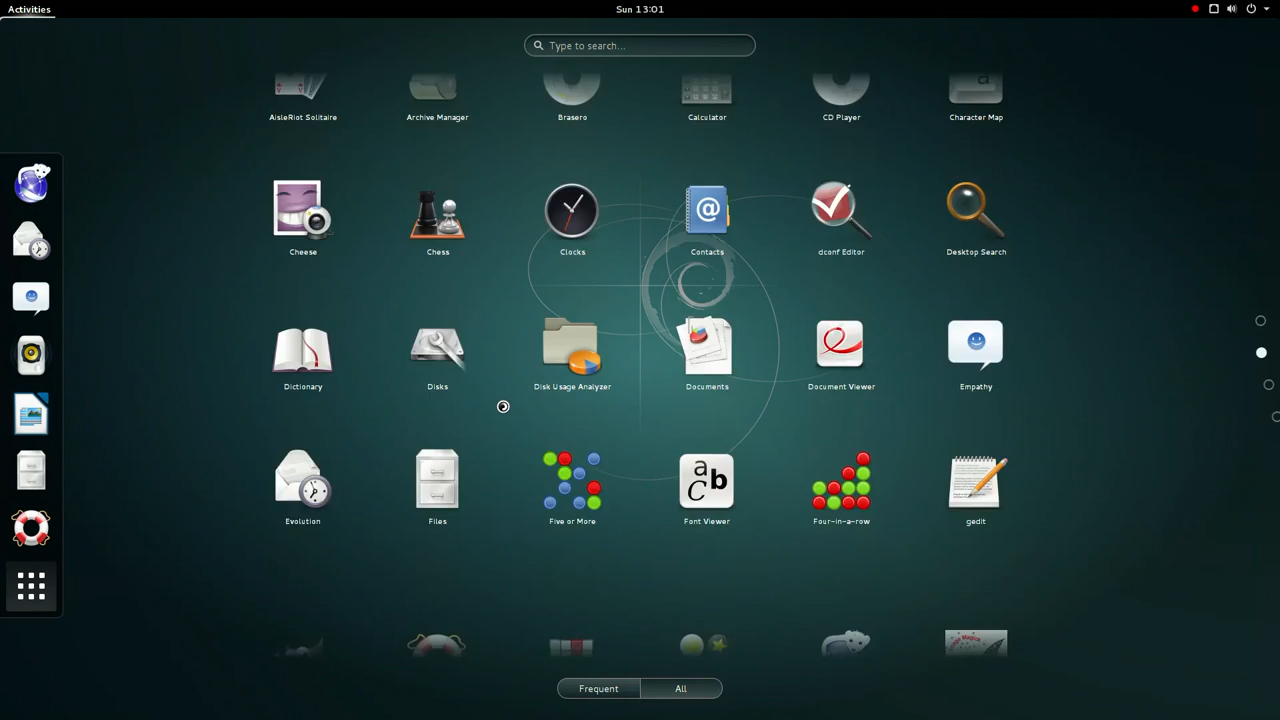 Activities
Sun 13:01
Type to search...
AisleRiot Solitaire
Archive Manager
Brasero
Calculator
CD Player
Character Map
Cheese
Chess
Clocks
Contacts
dconf Editor
Desktop Search
Dictionary
Disks
Disk Usage Analyzer
Documents
Document Viewer
Empathy
Evolution
Files
Five or More
Font Viewer
Four-in-a-row
gedit
Frequent
All